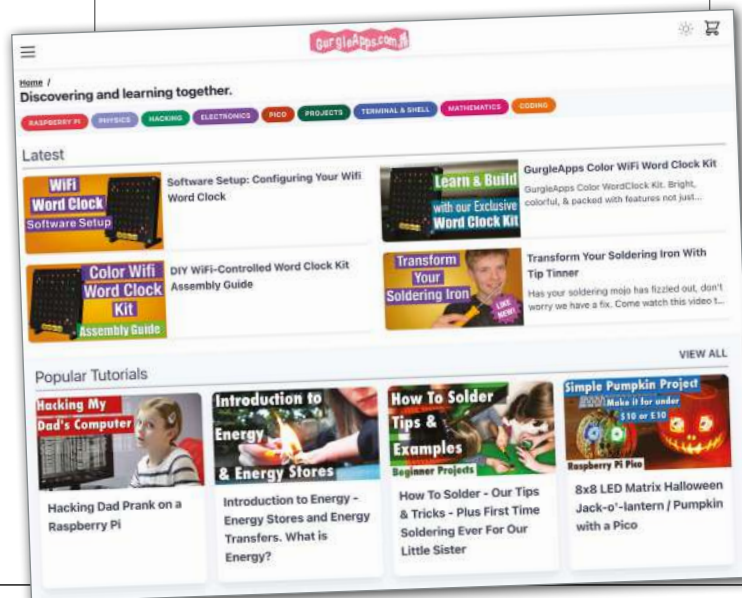 GurgleApps.com
Home /
Discovering and learning together.
RASPBERRY PI PHYSICS HACKING ELECTRONICS PICO PROJECTS TERMINAL & SHELL MATHEMATICS CODING
Latest
WiFi
Word Clock
Software Setup
Software Setup: Configuring Your Wifi
Word Clock
Learn & Build
with our Exclusive
Word Clock Kit
GurgleApps Color WiFi Word Clock Kit
GurgleApps Color WordClock Kit. Bright,
colorful, & packed with features not just...
Color Wifi
Word Clock
Kit
Assembly Guide
DIY WiFi-Controlled Word Clock Kit
Assembly Guide
Transform
Your
Soldering Iron
LIKE
NEW!
Transform Your Soldering Iron With
Tip Tinner
Has your soldering mojo has fizzled out, don't
worry we have a fix. Come watch this video t...
Popular Tutorials
VIEW ALL
Hacking My
Dad's Computer
Hacking Dad Prank on a
Raspberry Pi
Introduction to
Energy
& Energy Stores
Introduction to Energy -
Energy Stores and Energy
Transfers. What is
Energy?
How To Solder
Tips &
Examples
Beginner Projects
How To Solder - Our Tips
& Tricks - Plus First Time
Soldering Ever For Our
Little Sister
Simple Pumpkin Project
Make it for under
$10 or £10
Raspberry Pi Pico
8x8 LED Matrix Halloween
Jack-o'-lantern / Pumpkin
with a Pico